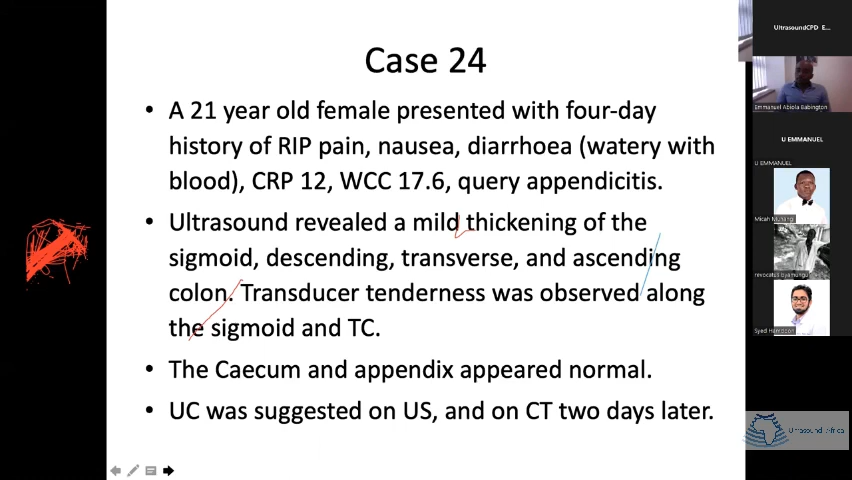 Case 24
• A 21 year old female presented with four-day
history of RIP pain, nausea, diarrhoea (watery with
blood), CRP 12, WCC 17.6, query appendicitis.
• Ultrasound revealed a mild thickening of the
sigmoid, descending, transverse, and ascending
colon. Transducer tenderness was observed along
the sigmoid and TC.
• The Caecum and appendix appeared normal.
• UC was suggested on US, and on CT two days later.
UltrasoundCPD E...
Emmanuel Abiola Babington
U EMMANUEL
U EMMANUEL
Micah Muhang
revocatus byamungu
Syed Hamdoon
Ultrasound Africa